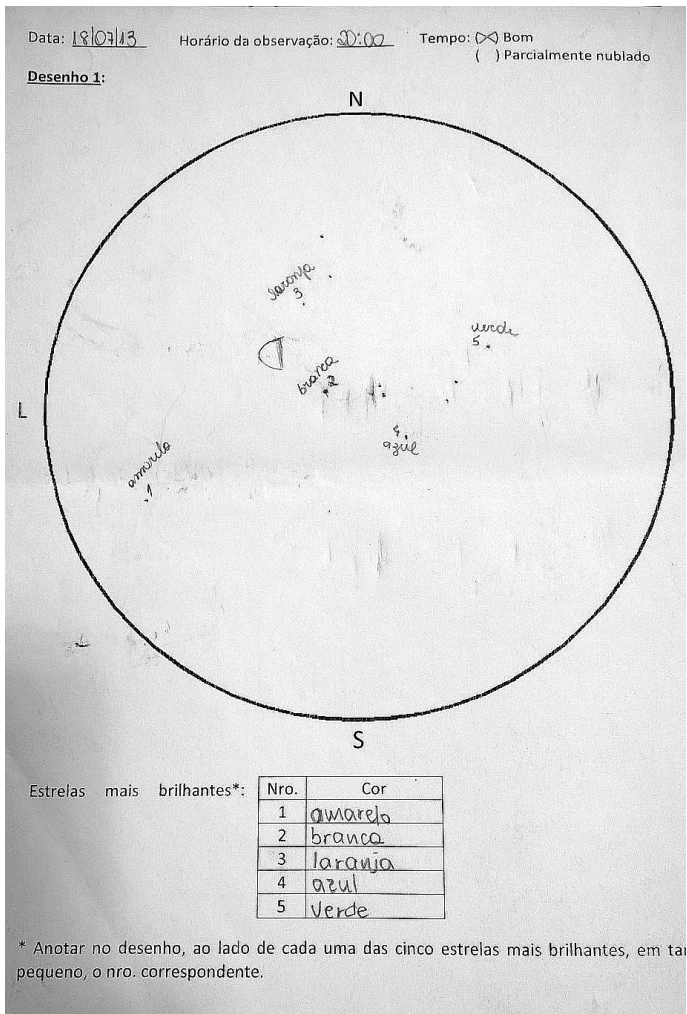 Data: 18/07/13 Horário da observação: 20:00 Tempo: (X) Bom
( ) Parcialmente nublado
Desenho 1:
N
laranja
3
verde
5
branca
2
L
4
azul
amarelo
1
S
Estrelas mais brilhantes*:
Nro. Cor
1 amarelo
2 branca
3 laranja
4 azul
5 Verde
* Anotar no desenho, ao lado de cada uma das cinco estrelas mais brilhantes, em ta
pequeno, o nro. correspondente.